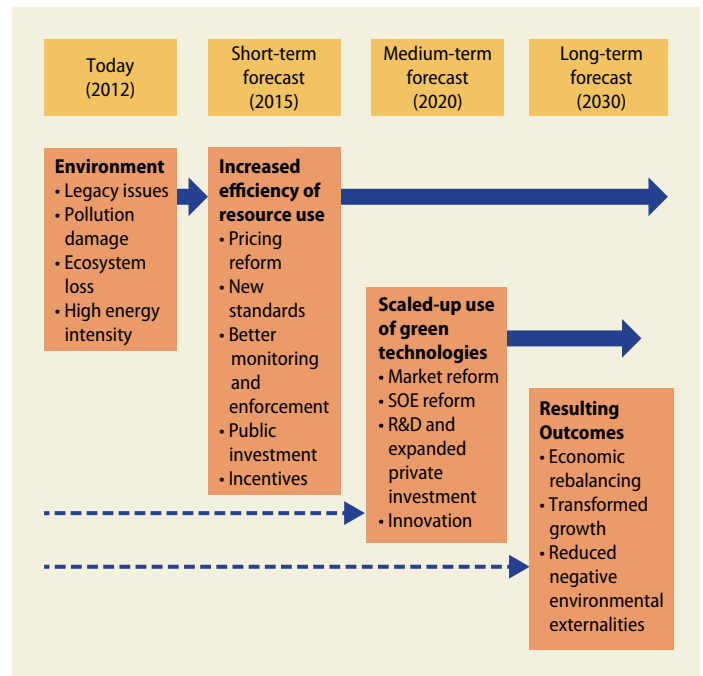 Today
(2012)
Short-term
forecast
(2015)
Medium-term
forecast
(2020)
Long-term
forecast
(2030)
Environment
• Legacy issues
• Pollution
damage
• Ecosystem
loss
• High energy
intensity
Increased
efficiency of
resource use
• Pricing
reform
• New
standards
• Better
monitoring
and
enforcement
• Public
investment
• Incentives
Scaled-up use
of green
technologies
• Market reform
• SOE reform
• R&D and
expanded
private
investment
• Innovation
Resulting
Outcomes
• Economic
rebalancing
• Transformed
growth
• Reduced
negative
environmental
externalities